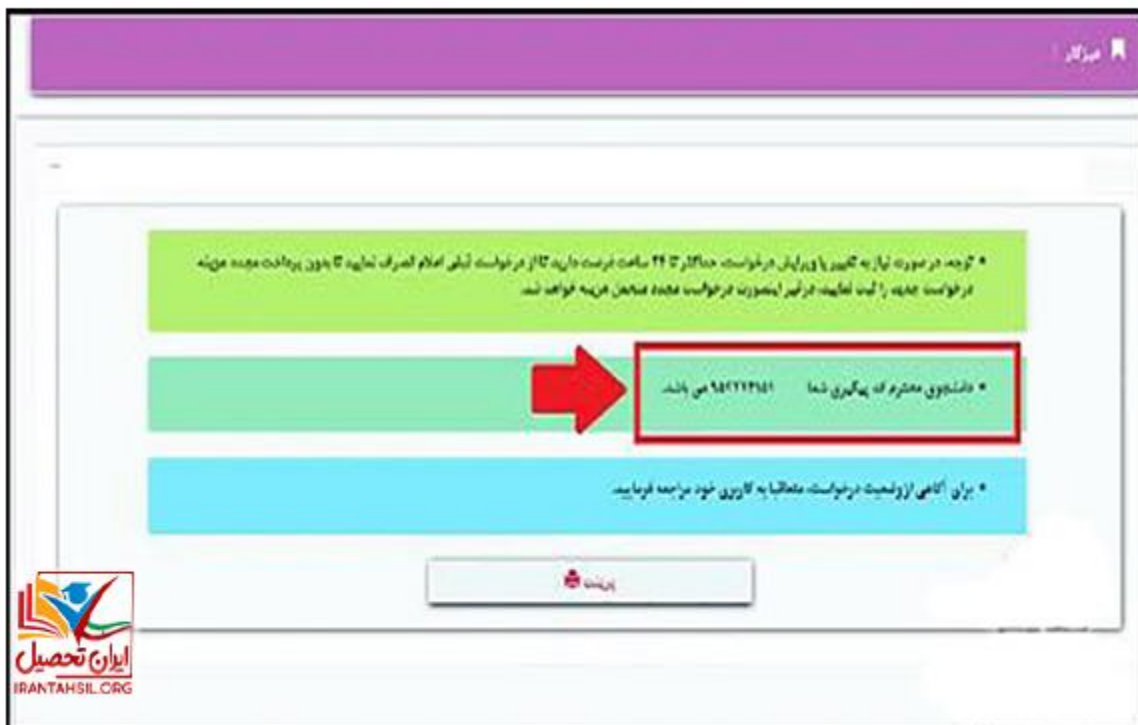 میزکار
• توجه: در صورت نیاز به تغییر یا ویرایش درخواست، حداکثر تا ۲۴ ساعت فرصت دارید تا از درخواست قبلی اعلام انصراف نمایید تا بدون پرداخت مجدد هزینه
درخواست جدید را ثبت نمایید، در غیر اینصورت درخواست مجدد متحمل هزینه خواهد شد.
• دانشجوی محترم کد پیگیری شما می باشد.
• برای آگاهی از وضعیت درخواست، متعاقبا به کاربری خود مراجعه فرمایید.
پرینت
ایران تحصیل
IRANTAHSIL.ORG